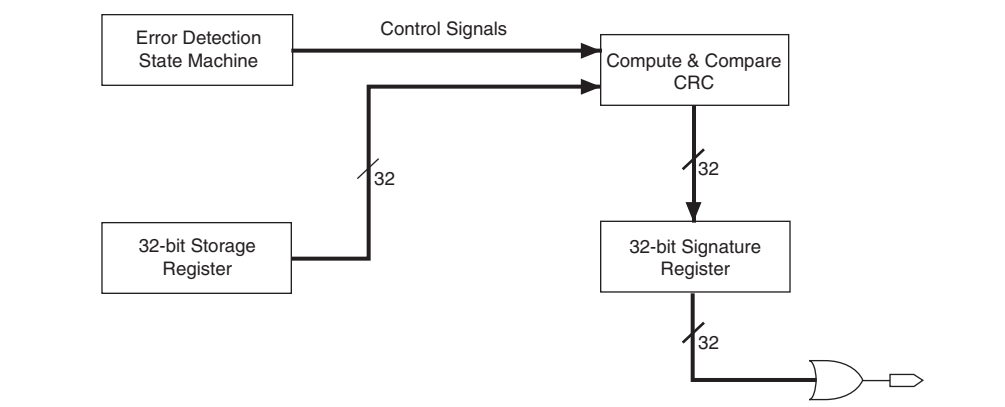 Error Detection
State Machine
Control Signals
Compute & Compare
CRC
32
32
32-bit Storage
Register
32-bit Signature
Register
32